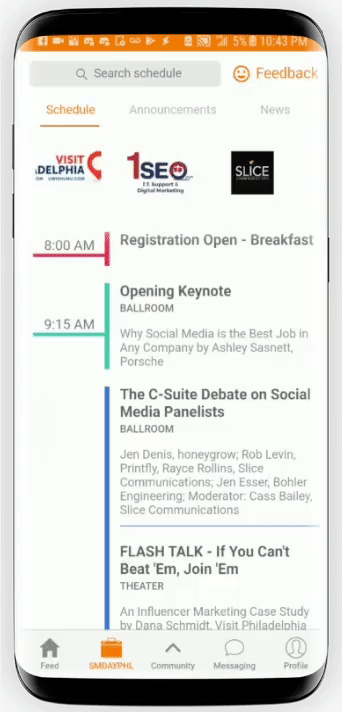 5% 10:43 PM
Search schedule
Feedback
Schedule
Announcements
News
VISIT
ADELPHIA
1SEO
I.T. Support &
Digital Marketing
SLICE
8:00 AM
Registration Open - Breakfast
9:15 AM
Opening Keynote
BALLROOM
Why Social Media is the Best Job in
Any Company by Ashley Sasnett,
Porsche
The C-Suite Debate on Social
Media Panelists
BALLROOM
Jen Denis, honeygrow; Rob Levin,
Printfly, Rayce Rollins, Slice
Communications; Jen Esser, Bohler
Engineering; Moderator: Cass Bailey,
Slice Communications
FLASH TALK - If You Can't
Beat 'Em, Join 'Em
THEATER
An Influencer Marketing Case Study
by Dana Schmidt, Visit Philadelphia
Feed
SMDAYPHL
Community
Messaging
Profile